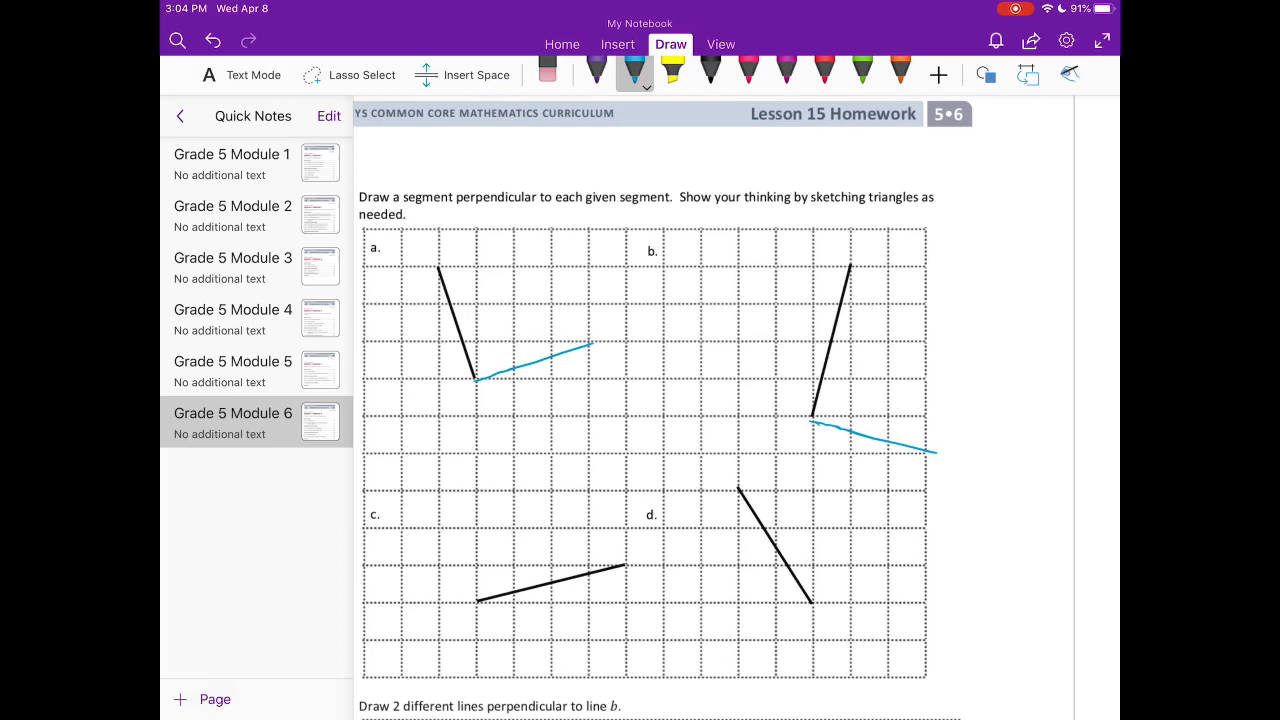 3:04 PM Wed Apr 8
91%
My Notebook
Home Insert Draw View
A Text Mode Lasso Select Insert Space
Quick Notes Edit
YS COMMON CORE MATHEMATICS CURRICULUM Lesson 15 Homework 5•6
Grade 5 Module 1
No additional text
Grade 5 Module 2
No additional text
Grade 5 Module 3
No additional text
Grade 5 Module 4
No additional text
Grade 5 Module 5
No additional text
Grade 5 Module 6
No additional text
Page
Draw a segment perpendicular to each given segment. Show your thinking by sketching triangles as
needed.
a. b.
c. d.
Draw 2 different lines perpendicular to line b.